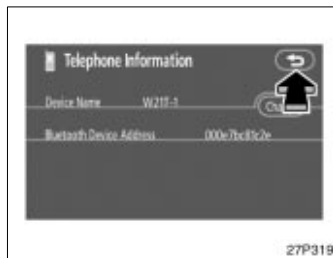 Telephone Information
Device Name W21T-1
Bluetooth Device Address 000e7bc81c2e
27P319